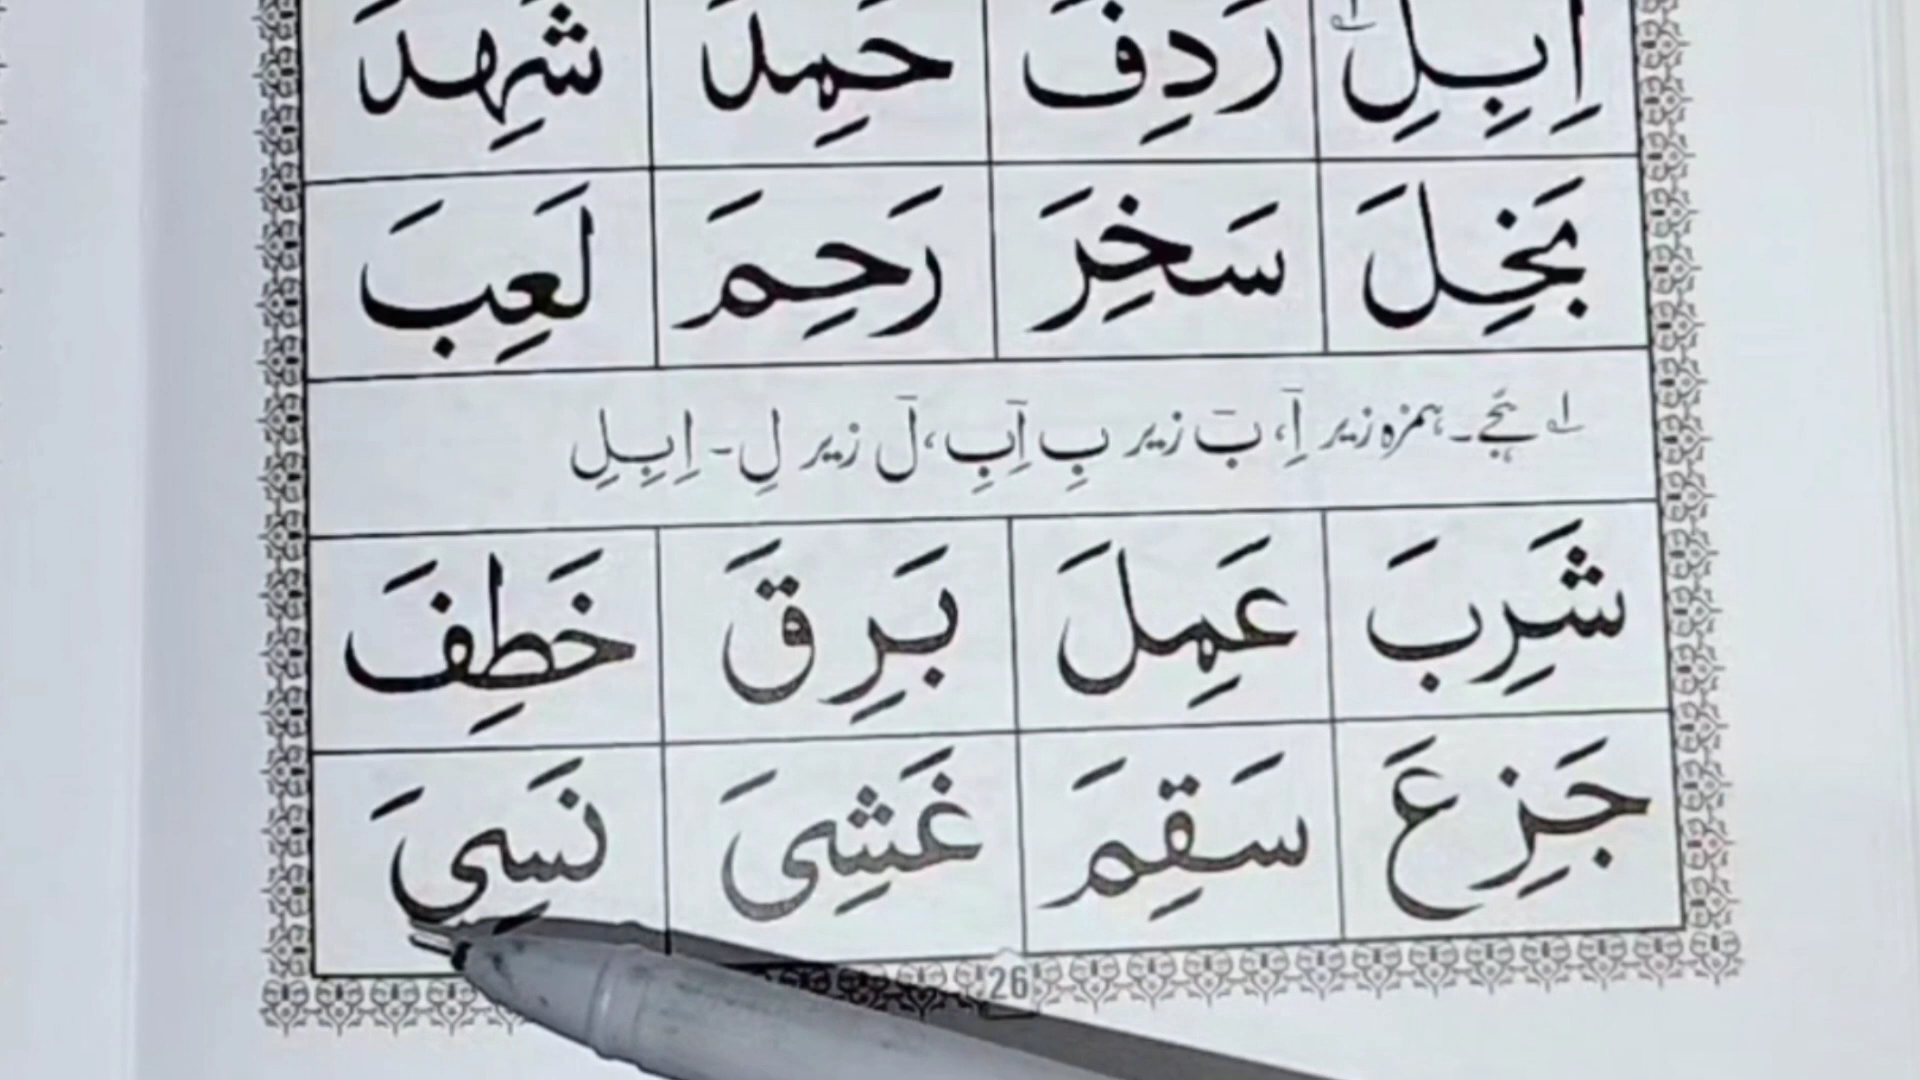 اِبِلِ رَدِفَ حَمِدَ شَهِدَ
بَخِلَ سَخِرَ رَحِمَ لَعِبَ
ہجے۔ ہمزہ زیر اِ، بَ زیر بِ اِبِ، لَ زیر لِ۔ اِبِلِ
شَرِبَ عَمِلَ بَرِقَ خَطِفَ
جَزِعَ سَقِمَ غَشِیَ نَسِیَ
26